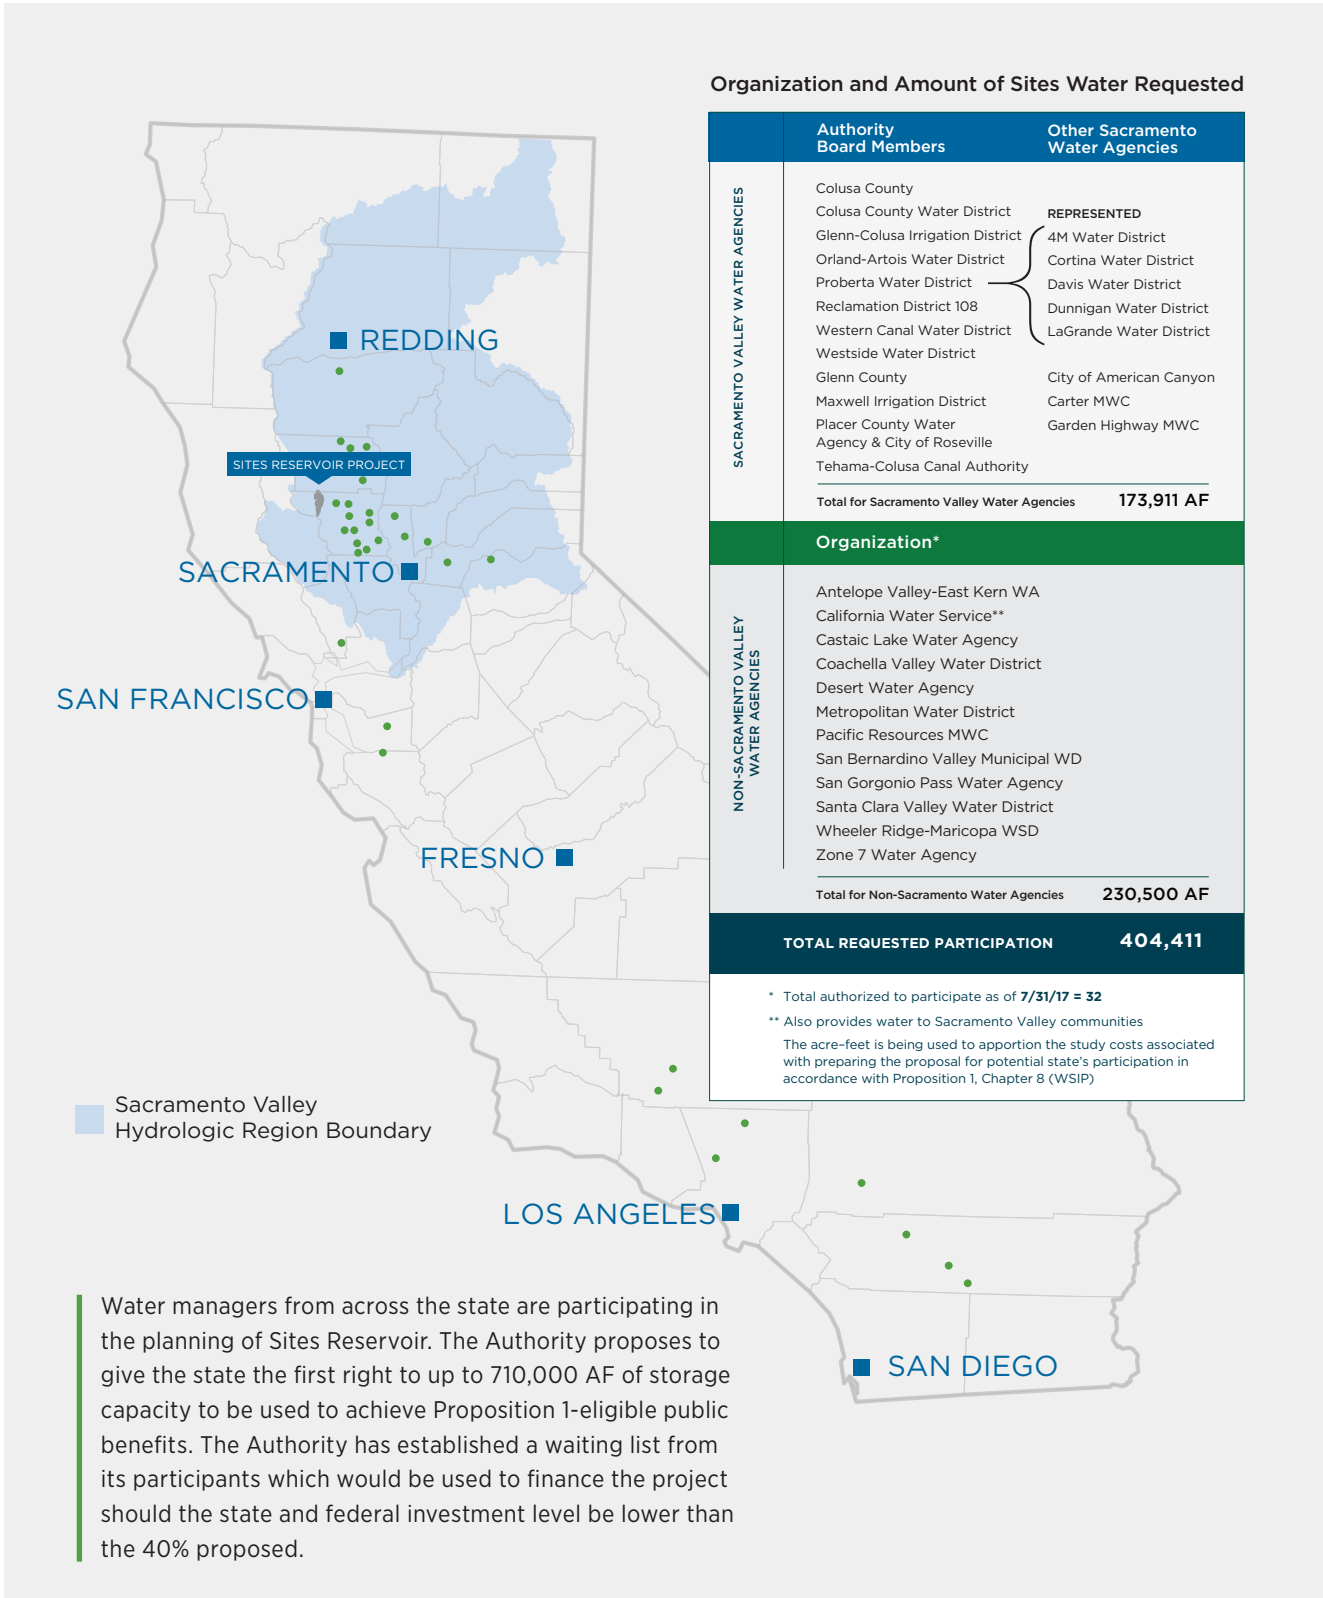 Organization and Amount of Sites Water Requested
Authority
Board Members
Other Sacramento
Water Agencies
SACRAMENTO VALLEY WATER AGENCIES
Colusa County
Colusa County Water District
Glenn-Colusa Irrigation District
Orland-Artois Water District
Proberta Water District
Reclamation District 108
Western Canal Water District
Westside Water District
Glenn County
Maxwell Irrigation District
Placer County Water
Agency & City of Roseville
Tehama-Colusa Canal Authority
REPRESENTED
4M Water District
Cortina Water District
Davis Water District
Dunnigan Water District
LaGrande Water District
City of American Canyon
Carter MWC
Garden Highway MWC
Total for Sacramento Valley Water Agencies 173,911 AF
Organization*
NON-SACRAMENTO VALLEY
WATER AGENCIES
Antelope Valley-East Kern WA
California Water Service**
Castaic Lake Water Agency
Coachella Valley Water District
Desert Water Agency
Metropolitan Water District
Pacific Resources MWC
San Bernardino Valley Municipal WD
San Gorgonio Pass Water Agency
Santa Clara Valley Water District
Wheeler Ridge-Maricopa WSD
Zone 7 Water Agency
Total for Non-Sacramento Water Agencies 230,500 AF
TOTAL REQUESTED PARTICIPATION 404,411
* Total authorized to participate as of 7/31/17 = 32
** Also provides water to Sacramento Valley communities
The acre–feet is being used to apportion the study costs associated
with preparing the proposal for potential state's participation in
accordance with Proposition 1, Chapter 8 (WSIP)
REDDING
SITES RESERVOIR PROJECT
SACRAMENTO
SAN FRANCISCO
FRESNO
LOS ANGELES
SAN DIEGO
Sacramento Valley
Hydrologic Region Boundary
Water managers from across the state are participating in
the planning of Sites Reservoir. The Authority proposes to
give the state the first right to up to 710,000 AF of storage
capacity to be used to achieve Proposition 1-eligible public
benefits. The Authority has established a waiting list from
its participants which would be used to finance the project
should the state and federal investment level be lower than
the 40% proposed.